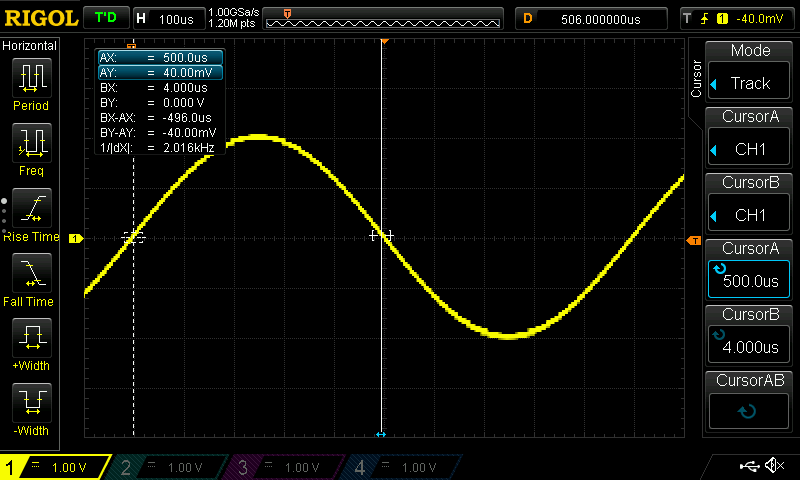 RIGOL T'D H 100us 1.00GSa/s D 506.000000us T 1 -40.0mV
1.20M pts T
Horizontal
Period
Freq
Rise Time
Fall Time
+Width
-Width
AX: 500.0us
AY: 40.00mV
BX: 4.000us
BY: 0.000 V
BX-AX: -496.0us
BY-AY: -40.00mV
1/|dX|: 2.016kHz
1
T
Cursor
Mode
Track
CursorA
CH1
CursorB
CH1
CursorA
500.0us
CursorB
4.000us
CursorAB
1 = 1.00 V 2 = 1.00 V 3 = 1.00 V 4 = 1.00 V